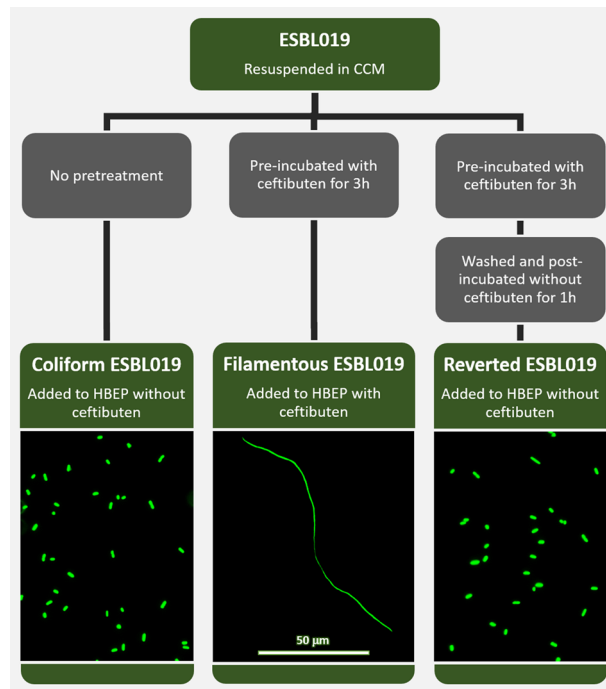 ESBL019
Resuspended in CCM
No pretreatment
Pre-incubated with
ceftibuten for 3h
Pre-incubated with
ceftibuten for 3h
Washed and post-
incubated without
ceftibuten for 1h
Coliform ESBL019
Added to HBEP without
ceftibuten
Filamentous ESBL019
Added to HBEP with
ceftibuten
Reverted ESBL019
Added to HBEP without
ceftibuten
50 µm